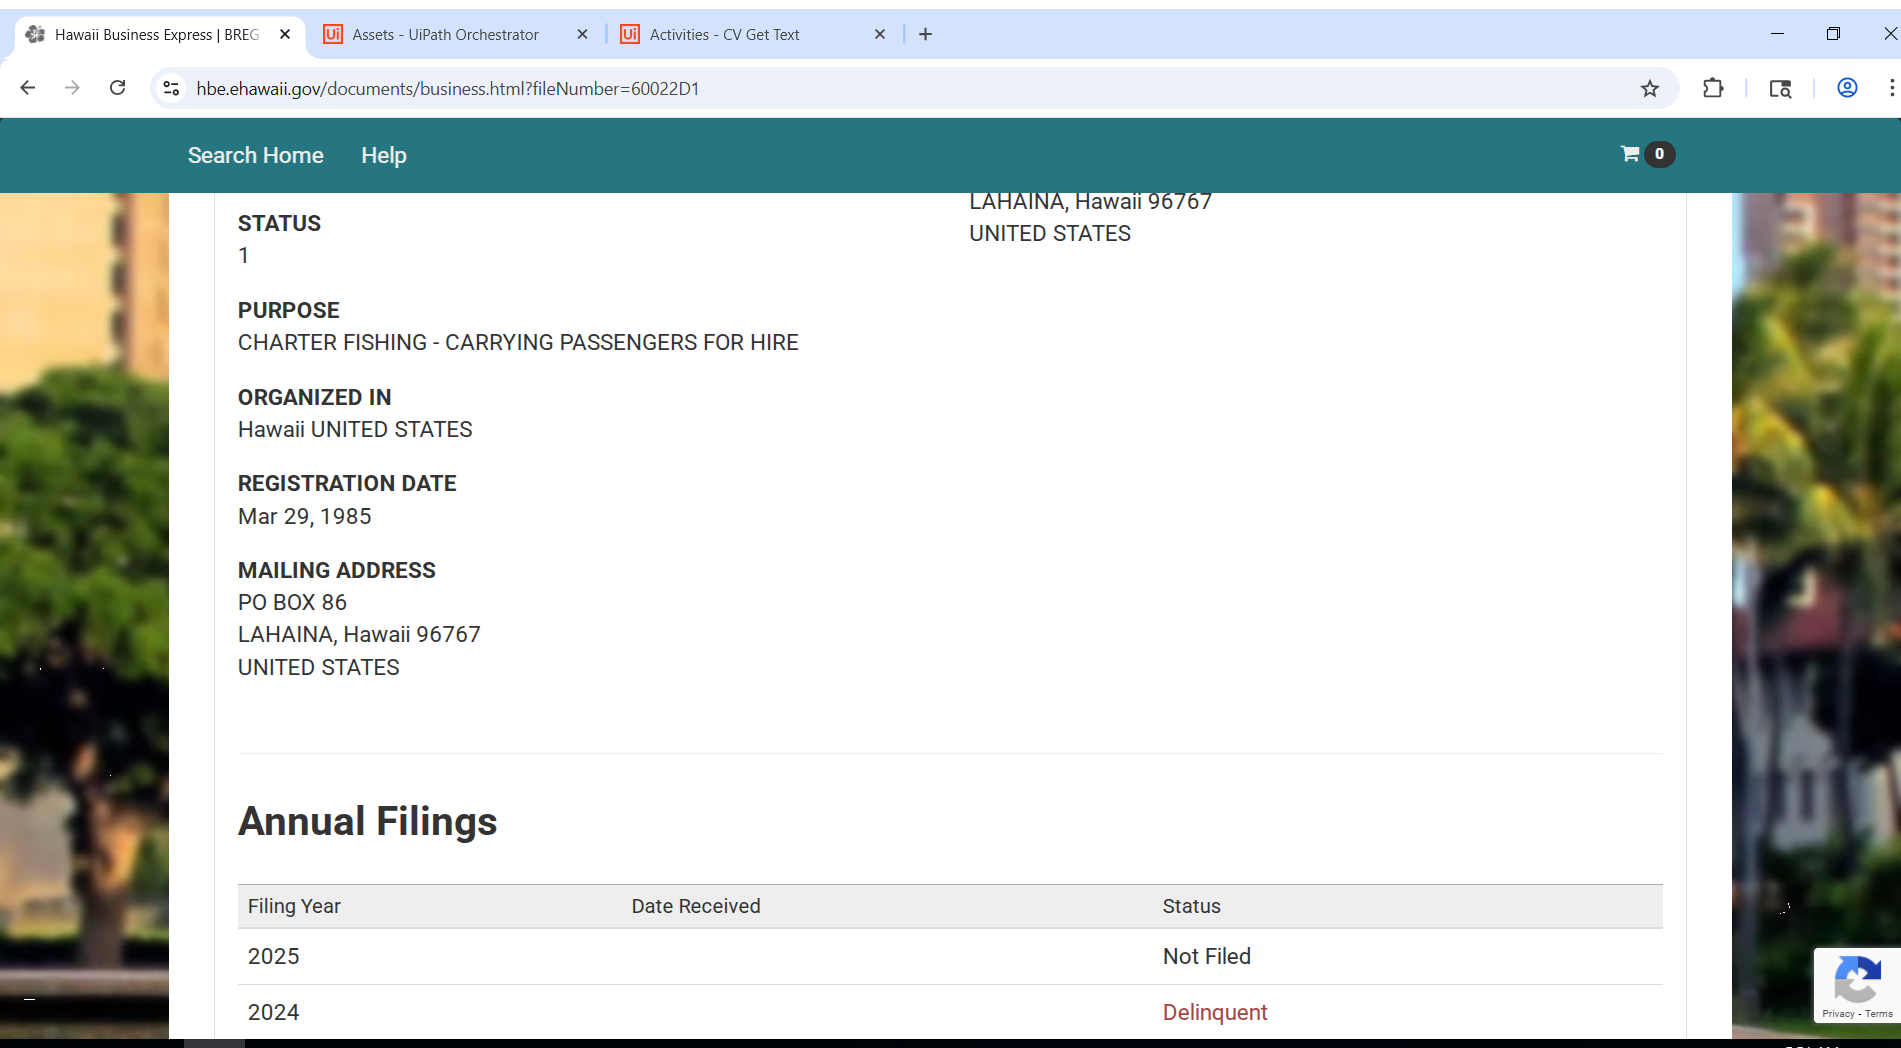 Hawaii Business Express | BREG
Assets - UiPath Orchestrator
Activities - CV Get Text
hbe.ehawaii.gov/documents/business.html?fileNumber=60022D1
Search Home
Help
0
LAHAINA, Hawaii 96767
UNITED STATES
STATUS
1
PURPOSE
CHARTER FISHING - CARRYING PASSENGERS FOR HIRE
ORGANIZED IN
Hawaii UNITED STATES
REGISTRATION DATE
Mar 29, 1985
MAILING ADDRESS
PO BOX 86
LAHAINA, Hawaii 96767
UNITED STATES
Annual Filings
Filing Year Date Received Status
2025 Not Filed
2024 Delinquent
Privacy - Terms